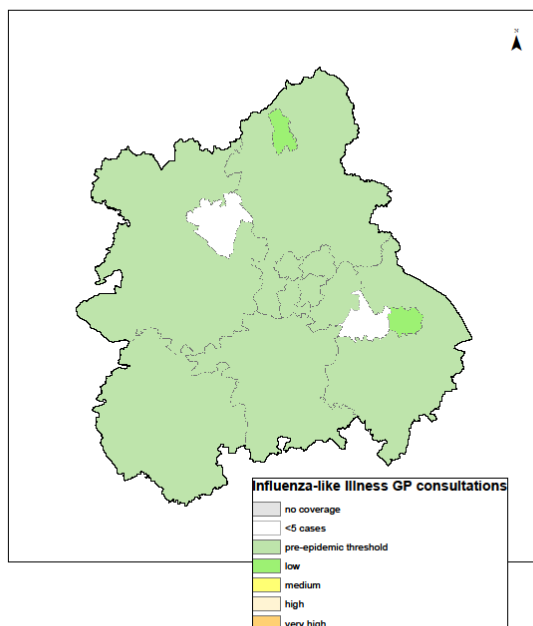 N
Influenza-like Illness GP consultations
no coverage
<5 cases
pre-epidemic threshold
low
medium
high
very high